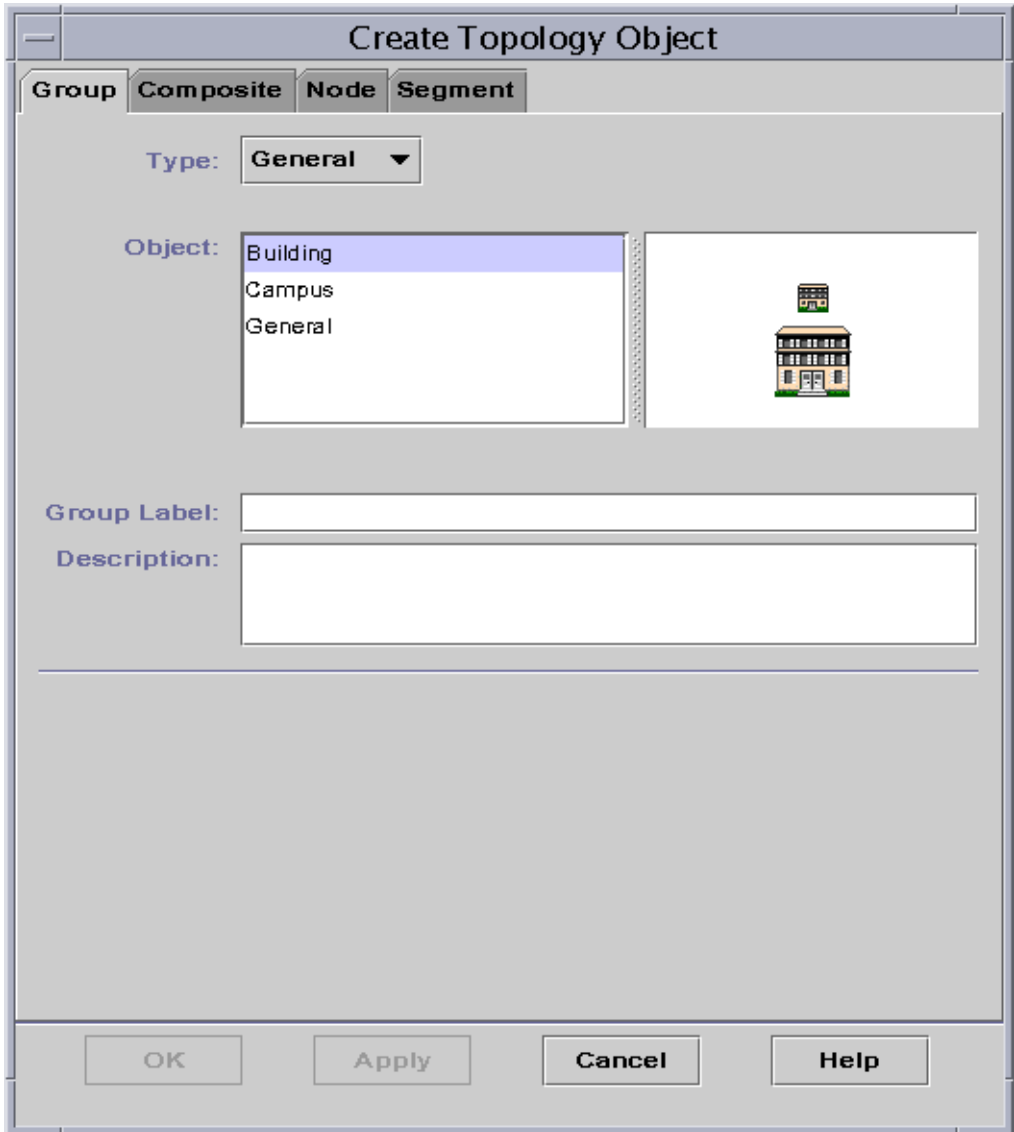 Create Topology Object
Group Composite Node Segment
Type: General
Object: Building
Campus
General
Group Label:
Description:
OK Apply Cancel Help